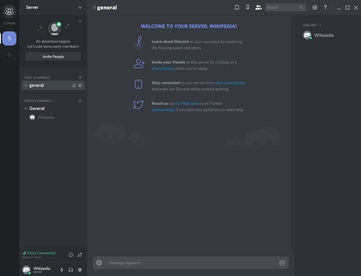 Server
general
Search
An adventure begins.
Let's add some party members!
Invite People
TEXT CHANNELS
general
VOICE CHANNELS
General
Wikipedia
WELCOME TO YOUR SERVER, WIKIPEDIA!
Learn about Discord at your own pace by exploring
the floating quest indicators.
Invite your friends to this server by clicking on a
share button when you're ready.
Stay connected to your server from your smartphone
and even use Discord while console gaming.
Reach us via our help desk or on Twitter
@discordapp if you have any questions or need help.
ONLINE—1
Wikipedia
Voice Connected
Wikipedia
Message #general